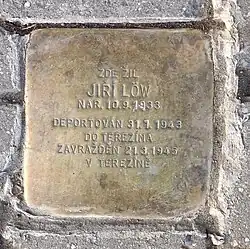 ZDE ŽIL
JIŘÍ LÖW
NAR. 10.9.1933
DEPORTOVÁN 31.1.1943
DO TEREZÍNA
ZAVRAŽDĚN 21.3.1943
V TEREZÍNĚ